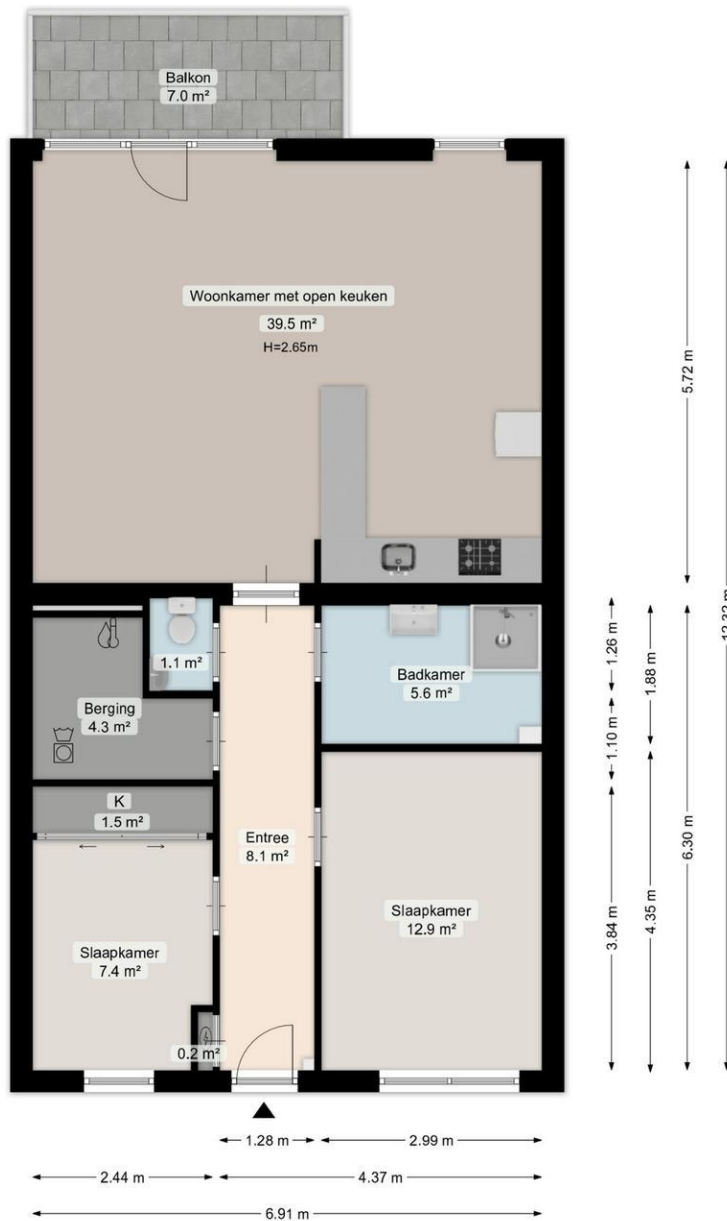 Balkon
7.0 m²
Woonkamer met open keuken
39.5 m²
H=2.65m
5.72 m
12.32 m
1.1 m²
Badkamer
5.6 m²
Berging
4.3 m²
1.26 m
1.88 m
1.10 m
K
1.5 m²
Entree
8.1 m²
6.30 m
Slaapkamer
12.9 m²
3.84 m
4.35 m
Slaapkamer
7.4 m²
0.2 m²
1.28 m
2.99 m
2.44 m
4.37 m
6.91 m